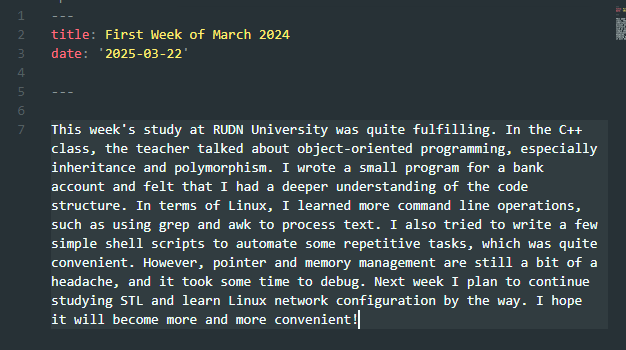 1 ---
2 title: First Week of March 2024
3 date: '2025-03-22'
4
5 ---
6
7 This week's study at RUDN University was quite fulfilling. In the C++
class, the teacher talked about object-oriented programming, especially
inheritance and polymorphism. I wrote a small program for a bank
account and felt that I had a deeper understanding of the code
structure. In terms of Linux, I learned more command line operations,
such as using grep and awk to process text. I also tried to write a few
simple shell scripts to automate some repetitive tasks, which was quite
convenient. However, pointer and memory management are still a bit of a
headache, and it took some time to debug. Next week I plan to continue
studying STL and learn Linux network configuration by the way. I hope
it will become more and more convenient!